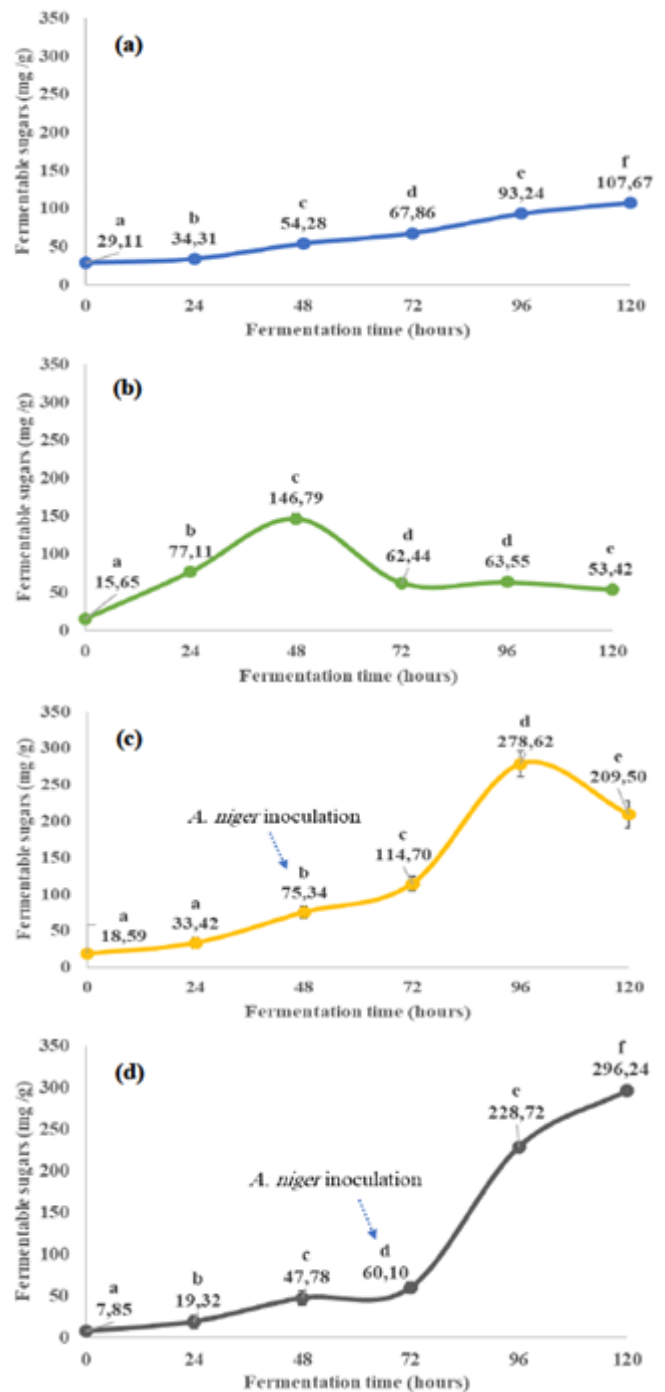 (a)
Fermentable sugars (mg /g)
350
300
250
200
150
100
50
0
a
29,11
b
34,31
c
54,28
d
67,86
e
93,24
f
107,67
0 24 48 72 96 120
Fermentation time (hours)
(b)
Fermentable sugars (mg /g)
350
300
250
200
150
100
50
0
a
15,65
b
77,11
c
146,79
d
62,44
d
63,55
e
53,42
0 24 48 72 96 120
Fermentation time (hours)
(c)
Fermentable sugars (mg /g)
350
300
250
200
150
100
50
0
A. niger inoculation
a
18,59
a
33,42
b
75,34
c
114,70
d
278,62
e
209,50
0 24 48 72 96 120
Fermentation time (hours)
(d)
Fermentable sugars (mg /g)
350
300
250
200
150
100
50
0
A. niger inoculation
a
7,85
b
19,32
c
47,78
d
60,10
e
228,72
f
296,24
0 24 48 72 96 120
Fermentation time (hours)